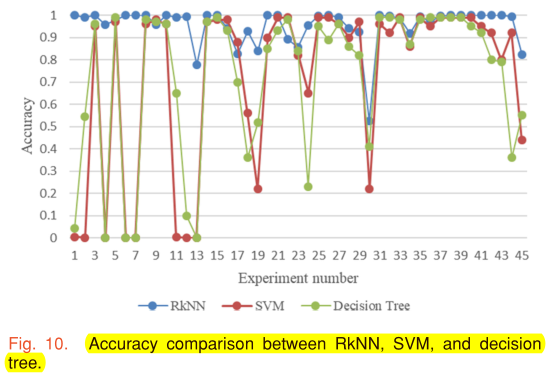 1
0.9
0.8
0.7
0.6
0.5
0.4
0.3
0.2
0.1
0
Accuracy
1 3 5 7 9 11 13 15 17 19 21 23 25 27 29 31 33 35 37 39 41 43 45
Experiment number
RkNN SVM Decision Tree
Fig. 10. Accuracy comparison between RkNN, SVM, and decision
tree.